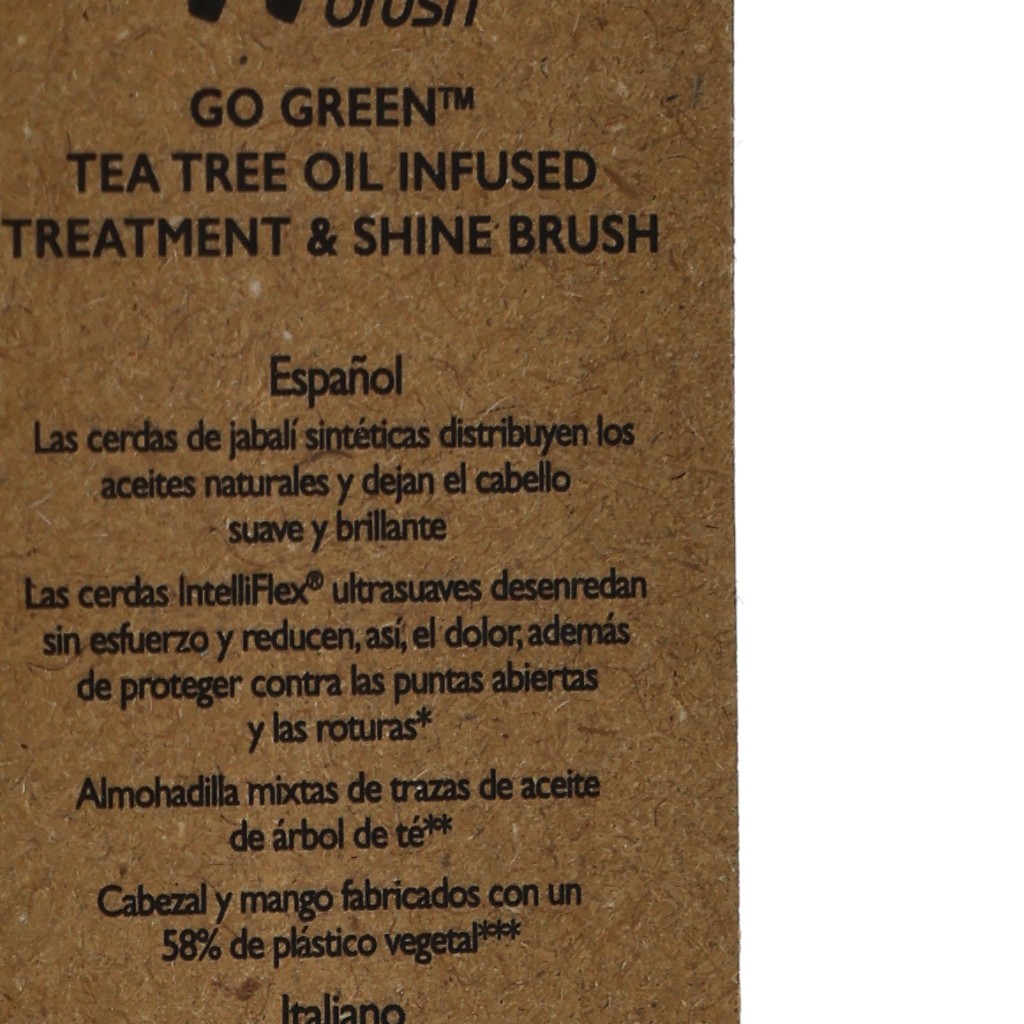 brush
GO GREEN™
TEA TREE OIL INFUSED
TREATMENT & SHINE BRUSH
Español
Las cerdas de jabalí sintéticas distribuyen los
aceites naturales y dejan el cabello
suave y brillante
Las cerdas IntelliFlex® ultrasuaves desenredan
sin esfuerzo y reducen, así, el dolor, además
de proteger contra las puntas abiertas
y las roturas*
Almohadilla mixtas de trazas de aceite
de árbol de té**
Cabezal y mango fabricados con un
58% de plástico vegetal***
Italiano